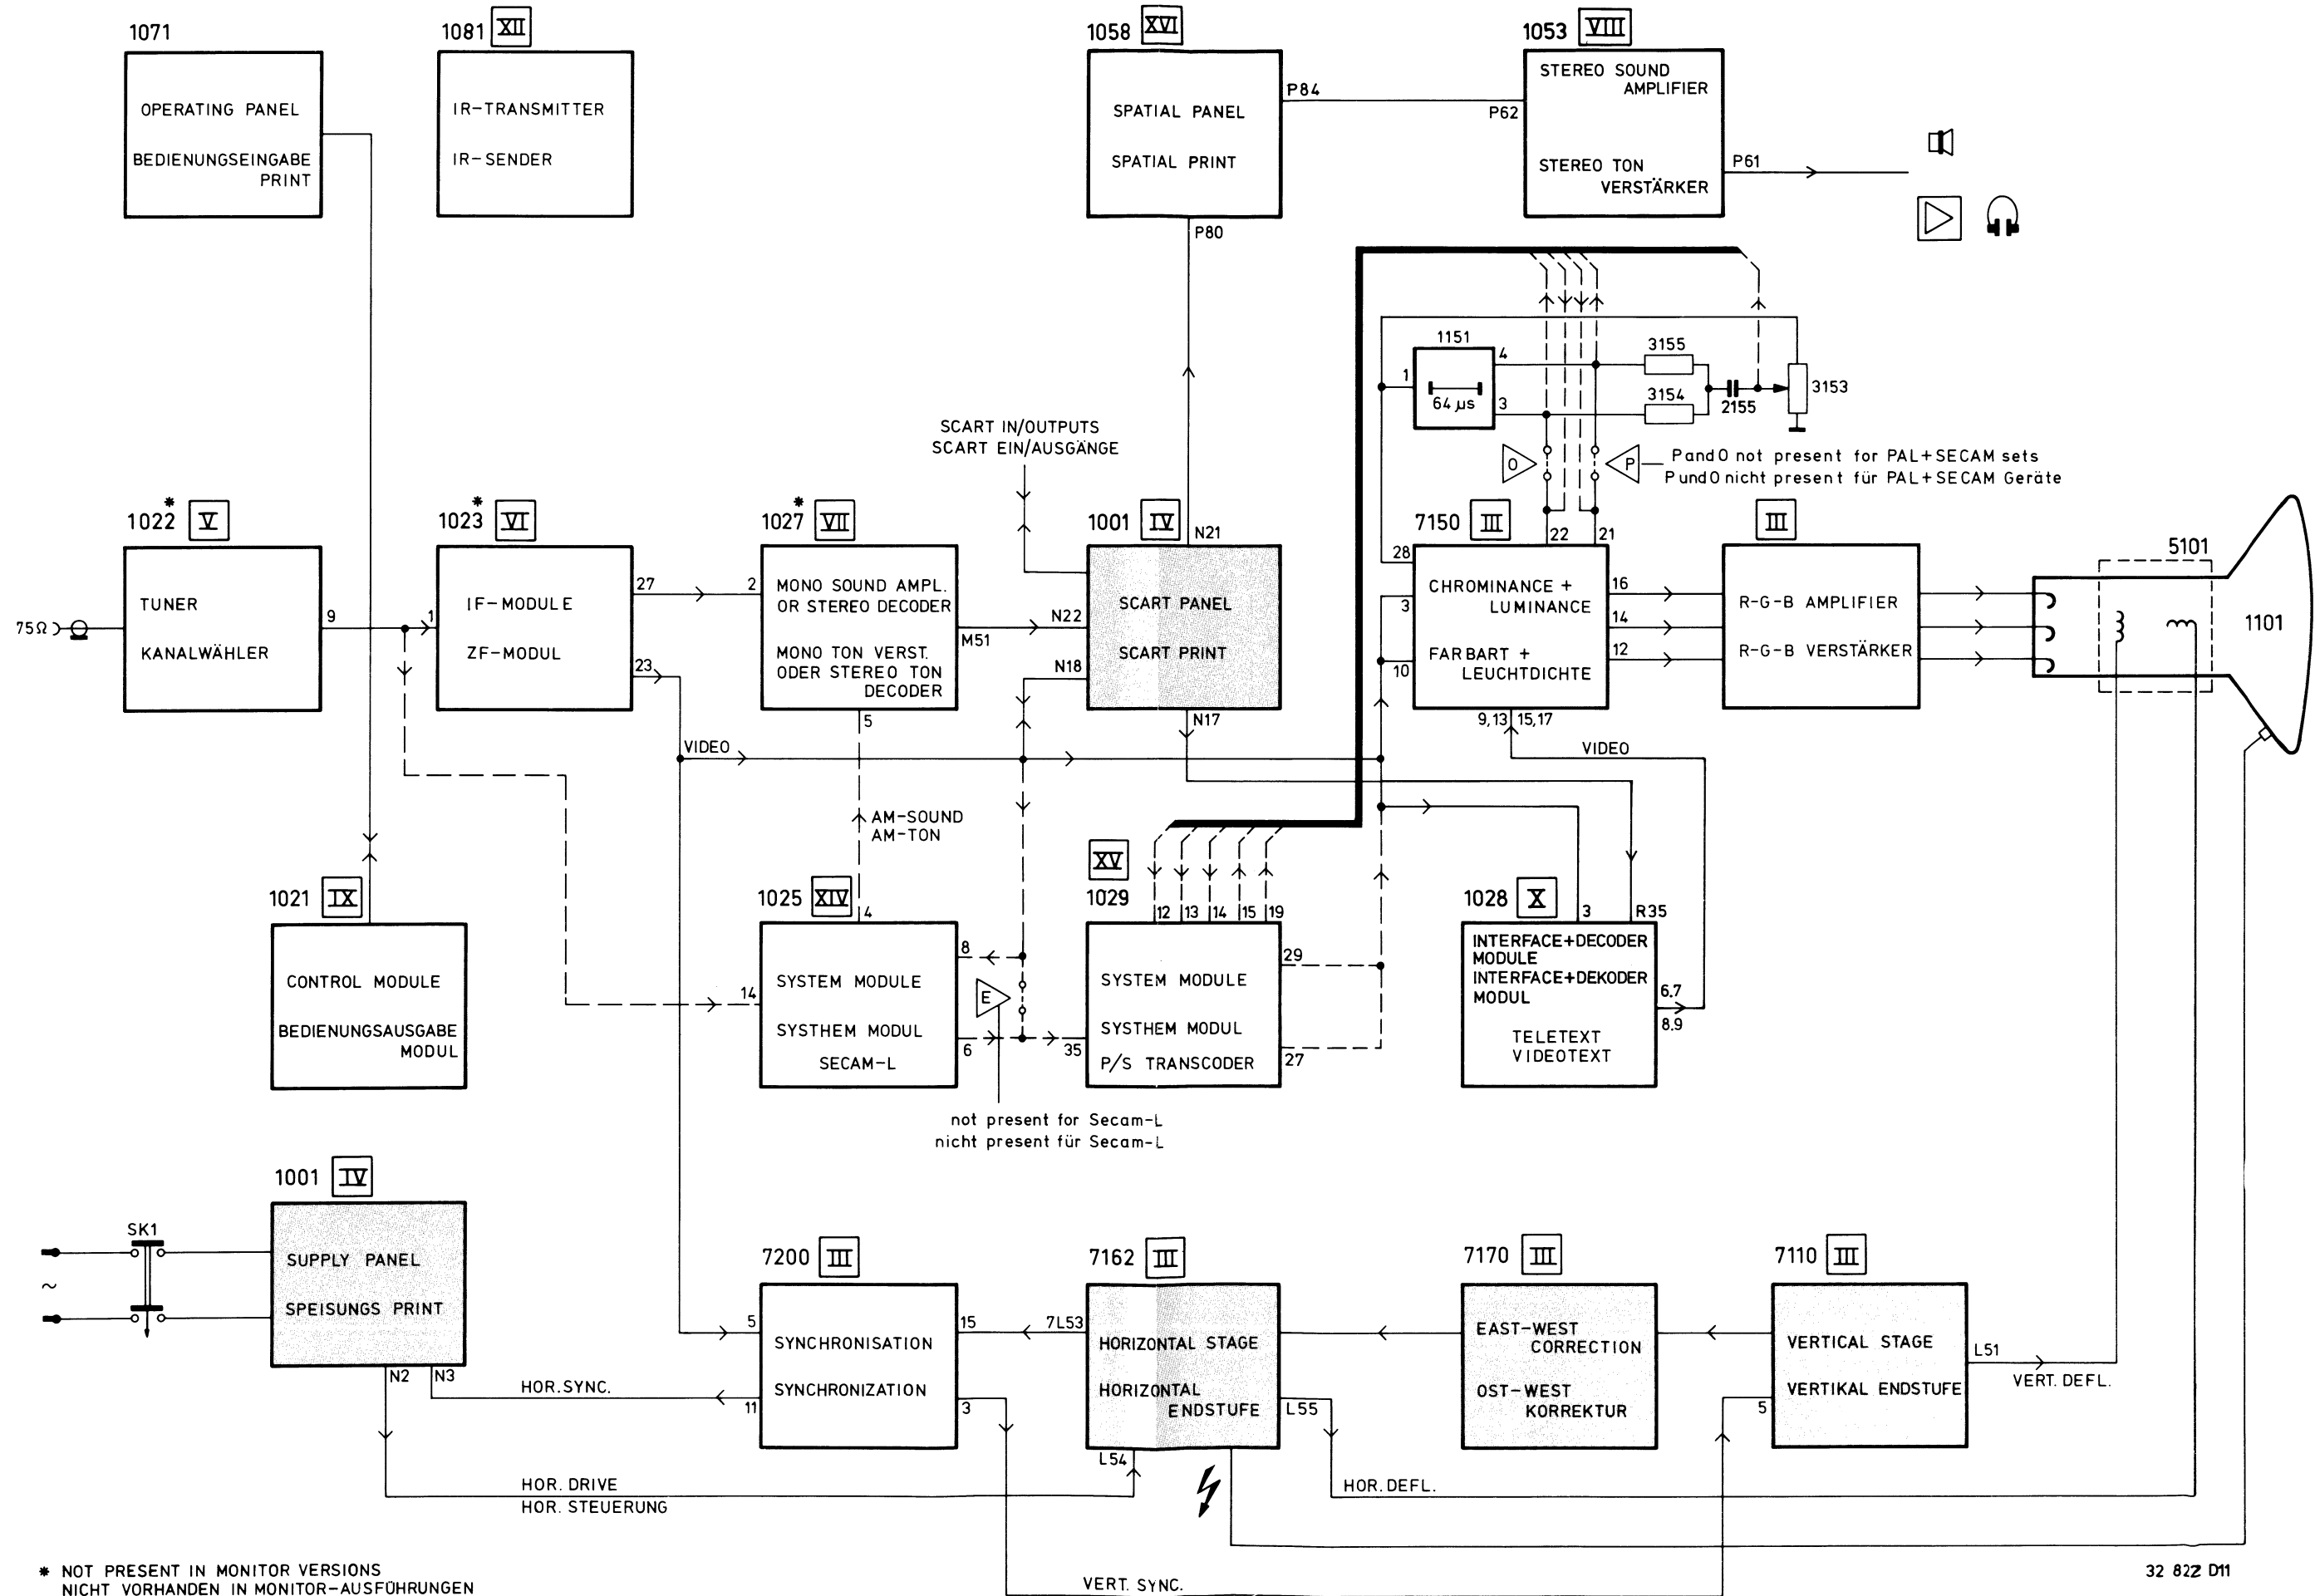 1071
OPERATING PANEL
BEDIENUNGSEINGABE
PRINT
1081 XII
IR-TRANSMITTER
IR-SENDER
1058 XVI
SPATIAL PANEL
SPATIAL PRINT
P84
P80
1053 VIII
STEREO SOUND
AMPLIFIER
STEREO TON
VERSTÄRKER
P62
P61
1151
64 µs
1
4
3
3155
3154
2155
3153
O
P
P and O not present for PAL+SECAM sets
P und O nicht present für PAL+SECAM Geräte
SCART IN/OUTPUTS
SCART EIN/AUSGÄNGE
75Ω
*
1022 V
TUNER
KANALWÄHLER
9
*
1023 VI
1
IF-MODULE
ZF-MODUL
27
23
*
1027 VII
2
MONO SOUND AMPL.
OR STEREO DECODER
MONO TON VERST.
ODER STEREO TON
DECODER
M51
5
1001 IV
N21
N22
N18
SCART PANEL
SCART PRINT
N17
7150 III
22
21
28
3
10
CHROMINANCE +
LUMINANCE
FARBART +
LEUCHTDICHTE
16
14
12
9,13
15,17
III
R-G-B AMPLIFIER
R-G-B VERSTÄRKER
5101
1101
VIDEO
VIDEO
AM-SOUND
AM-TON
1021 IX
CONTROL MODULE
BEDIENUNGSAUSGABE
MODUL
1025 XIV
4
8
14
SYSTEM MODULE
SYSTHEM MODUL
SECAM-L
6
E
not present for Secam-L
nicht present für Secam-L
XV
1029
12
13
14
15
19
35
SYSTEM MODULE
SYSTHEM MODUL
P/S TRANSCODER
29
27
1028 X
3
R35
INTERFACE+DECODER
MODULE
INTERFACE+DEKODER
MODUL
TELETEXT
VIDEOTEXT
6.7
8.9
1001 IV
SK1
~
SUPPLY PANEL
SPEISUNGS PRINT
N2
N3
HOR.SYNC.
7200 III
5
SYNCHRONISATION
SYNCHRONIZATION
15
11
3
7162 III
7L53
HORIZONTAL STAGE
HORIZONTAL
ENDSTUFE
L55
L54
7170 III
EAST-WEST
CORRECTION
OST-WEST
KORREKTUR
7110 III
VERTICAL STAGE
VERTIKAL ENDSTUFE
5
L51
VERT. DEFL.
HOR. DRIVE
HOR. STEUERUNG
HOR.DEFL.
VERT. SYNC.
* NOT PRESENT IN MONITOR VERSIONS
NICHT VORHANDEN IN MONITOR-AUSFÜHRUNGEN
32 822 D11